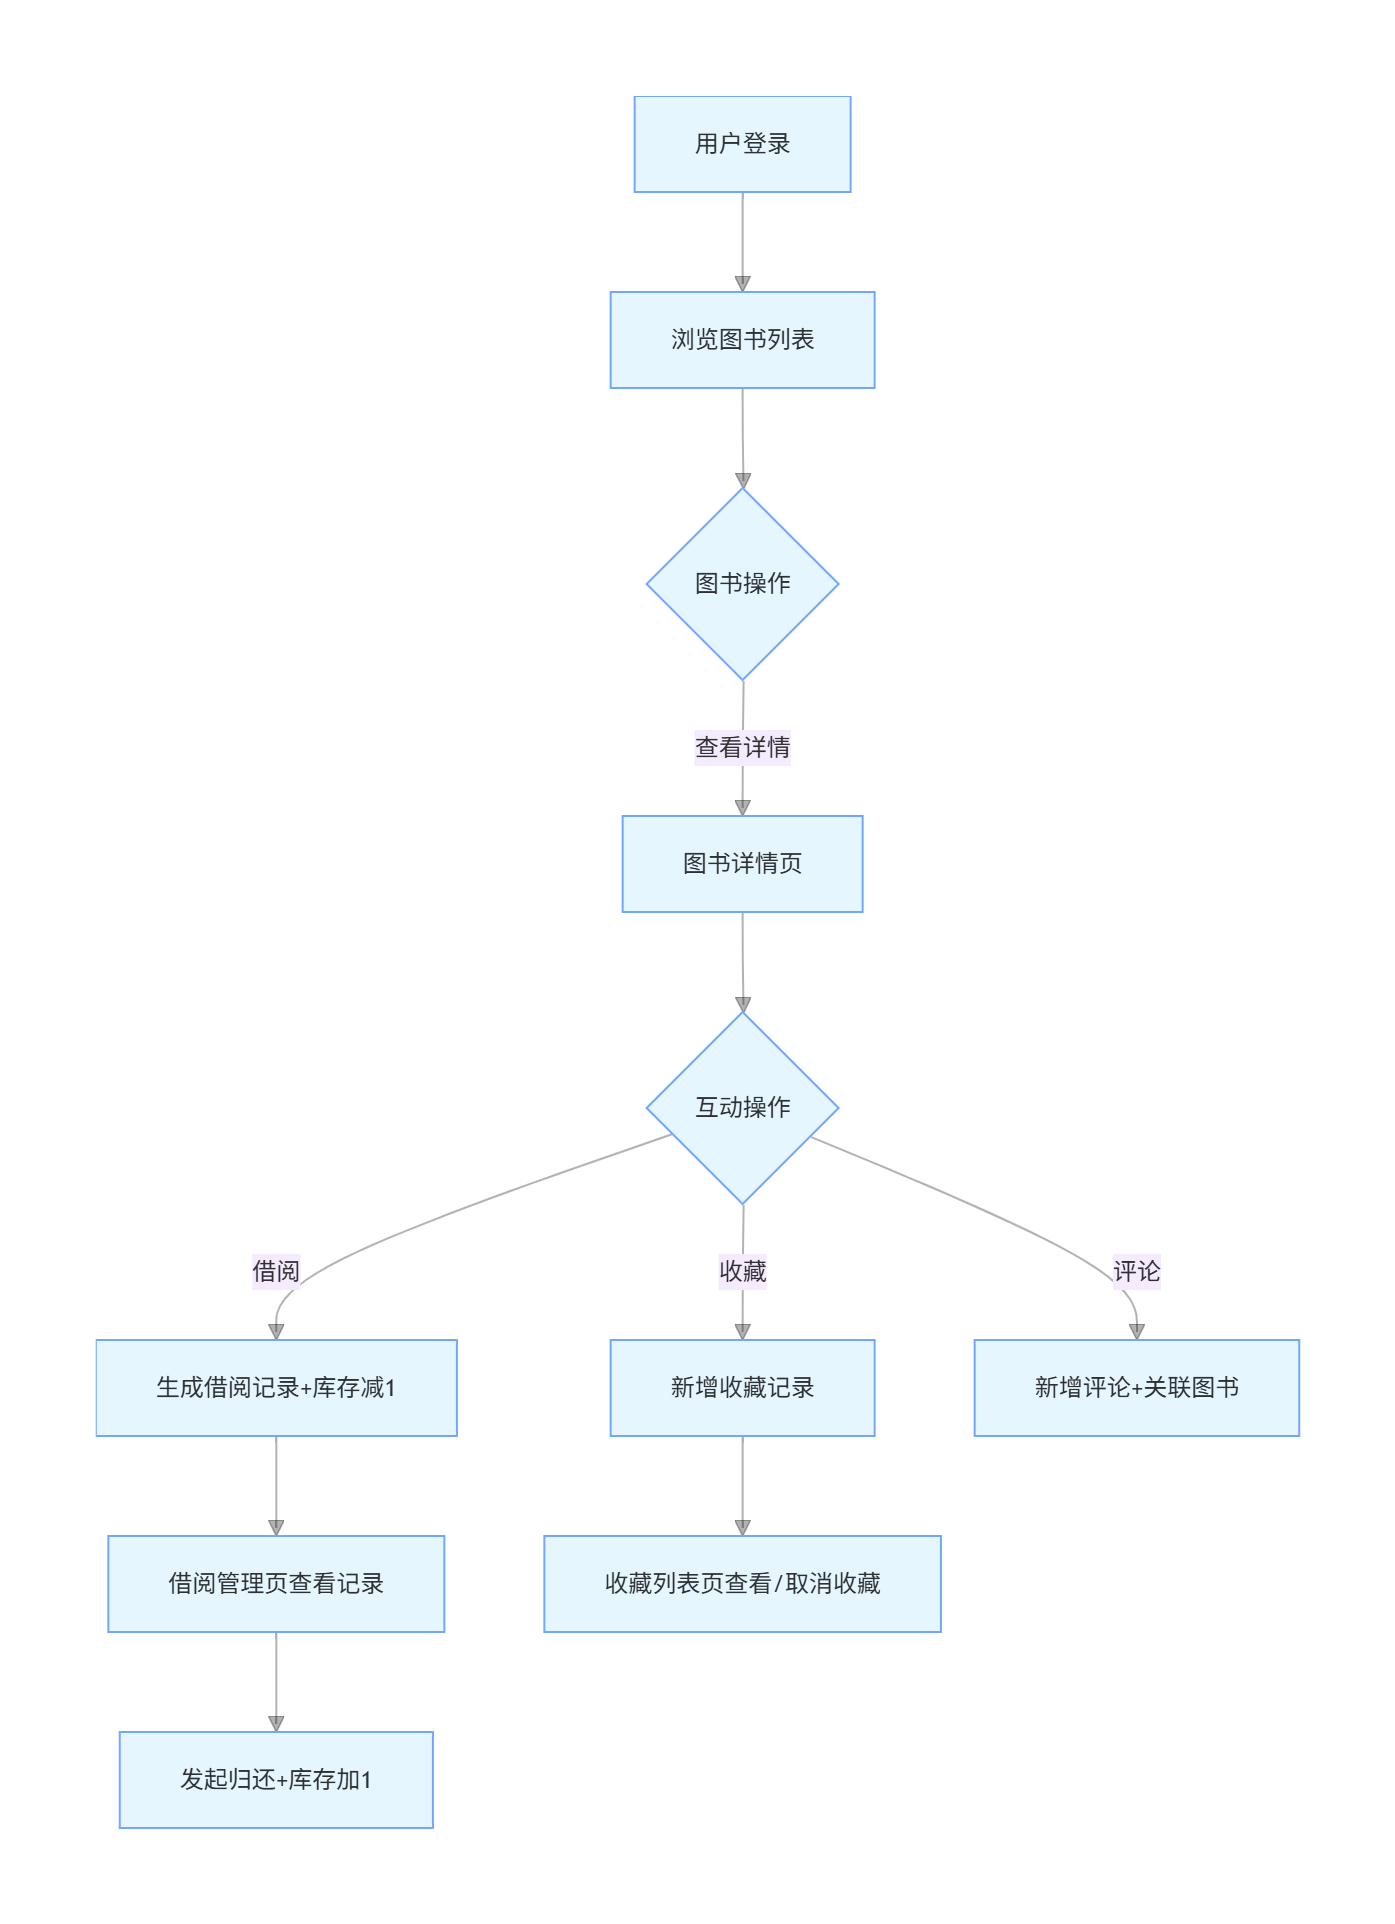 用户登录
浏览图书列表
图书操作
查看详情
图书详情页
互动操作
借阅
收藏
评论
生成借阅记录+库存减1
新增收藏记录
新增评论+关联图书
借阅管理页查看记录
收藏列表页查看/取消收藏
发起归还+库存加1